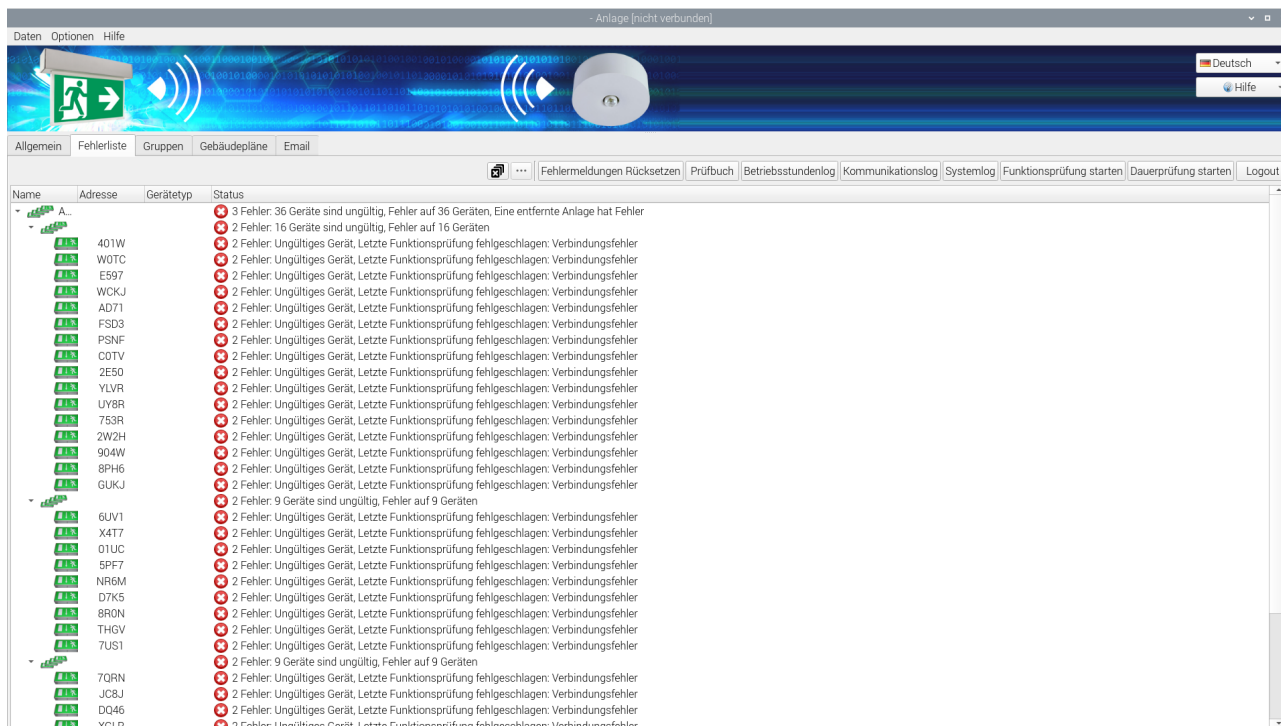 - Anlage [nicht verbunden]
Daten Optionen Hilfe
Deutsch
Hilfe
Allgemein Fehlerliste Gruppen Gebäudepläne Email
Fehlermeldungen Rücksetzen Prüfbuch Betriebsstundenlog Kommunikationslog Systemlog Funktionsprüfung starten Dauerprüfung starten Logout
Name Adresse Gerätetyp Status
A... 3 Fehler: 36 Geräte sind ungültig, Fehler auf 36 Geräten, Eine entfernte Anlage hat Fehler
2 Fehler: 16 Geräte sind ungültig, Fehler auf 16 Geräten
401W 2 Fehler: Ungültiges Gerät, Letzte Funktionsprüfung fehlgeschlagen: Verbindungsfehler
W0TC 2 Fehler: Ungültiges Gerät, Letzte Funktionsprüfung fehlgeschlagen: Verbindungsfehler
E597 2 Fehler: Ungültiges Gerät, Letzte Funktionsprüfung fehlgeschlagen: Verbindungsfehler
WCKJ 2 Fehler: Ungültiges Gerät, Letzte Funktionsprüfung fehlgeschlagen: Verbindungsfehler
AD71 2 Fehler: Ungültiges Gerät, Letzte Funktionsprüfung fehlgeschlagen: Verbindungsfehler
FSD3 2 Fehler: Ungültiges Gerät, Letzte Funktionsprüfung fehlgeschlagen: Verbindungsfehler
PSNF 2 Fehler: Ungültiges Gerät, Letzte Funktionsprüfung fehlgeschlagen: Verbindungsfehler
C0TV 2 Fehler: Ungültiges Gerät, Letzte Funktionsprüfung fehlgeschlagen: Verbindungsfehler
2E50 2 Fehler: Ungültiges Gerät, Letzte Funktionsprüfung fehlgeschlagen: Verbindungsfehler
YLVR 2 Fehler: Ungültiges Gerät, Letzte Funktionsprüfung fehlgeschlagen: Verbindungsfehler
UY8R 2 Fehler: Ungültiges Gerät, Letzte Funktionsprüfung fehlgeschlagen: Verbindungsfehler
753R 2 Fehler: Ungültiges Gerät, Letzte Funktionsprüfung fehlgeschlagen: Verbindungsfehler
2W2H 2 Fehler: Ungültiges Gerät, Letzte Funktionsprüfung fehlgeschlagen: Verbindungsfehler
904W 2 Fehler: Ungültiges Gerät, Letzte Funktionsprüfung fehlgeschlagen: Verbindungsfehler
8PH6 2 Fehler: Ungültiges Gerät, Letzte Funktionsprüfung fehlgeschlagen: Verbindungsfehler
GUKJ 2 Fehler: Ungültiges Gerät, Letzte Funktionsprüfung fehlgeschlagen: Verbindungsfehler
2 Fehler: 9 Geräte sind ungültig, Fehler auf 9 Geräten
6UV1 2 Fehler: Ungültiges Gerät, Letzte Funktionsprüfung fehlgeschlagen: Verbindungsfehler
X4T7 2 Fehler: Ungültiges Gerät, Letzte Funktionsprüfung fehlgeschlagen: Verbindungsfehler
01UC 2 Fehler: Ungültiges Gerät, Letzte Funktionsprüfung fehlgeschlagen: Verbindungsfehler
5PF7 2 Fehler: Ungültiges Gerät, Letzte Funktionsprüfung fehlgeschlagen: Verbindungsfehler
NR6M 2 Fehler: Ungültiges Gerät, Letzte Funktionsprüfung fehlgeschlagen: Verbindungsfehler
D7K5 2 Fehler: Ungültiges Gerät, Letzte Funktionsprüfung fehlgeschlagen: Verbindungsfehler
8R0N 2 Fehler: Ungültiges Gerät, Letzte Funktionsprüfung fehlgeschlagen: Verbindungsfehler
THGV 2 Fehler: Ungültiges Gerät, Letzte Funktionsprüfung fehlgeschlagen: Verbindungsfehler
7US1 2 Fehler: Ungültiges Gerät, Letzte Funktionsprüfung fehlgeschlagen: Verbindungsfehler
2 Fehler: 9 Geräte sind ungültig, Fehler auf 9 Geräten
7QRN 2 Fehler: Ungültiges Gerät, Letzte Funktionsprüfung fehlgeschlagen: Verbindungsfehler
JC8J 2 Fehler: Ungültiges Gerät, Letzte Funktionsprüfung fehlgeschlagen: Verbindungsfehler
DQ46 2 Fehler: Ungültiges Gerät, Letzte Funktionsprüfung fehlgeschlagen: Verbindungsfehler
2 Fehler: Ungültiges Gerät, Letzte Funktionsprüfung fehlgeschlagen: Verbindungsfehler